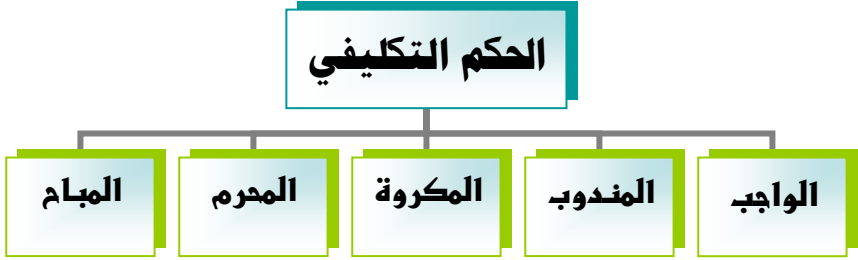 الحكم التكليفي
الواجب
المندوب
المكروة
المحرم
المباح